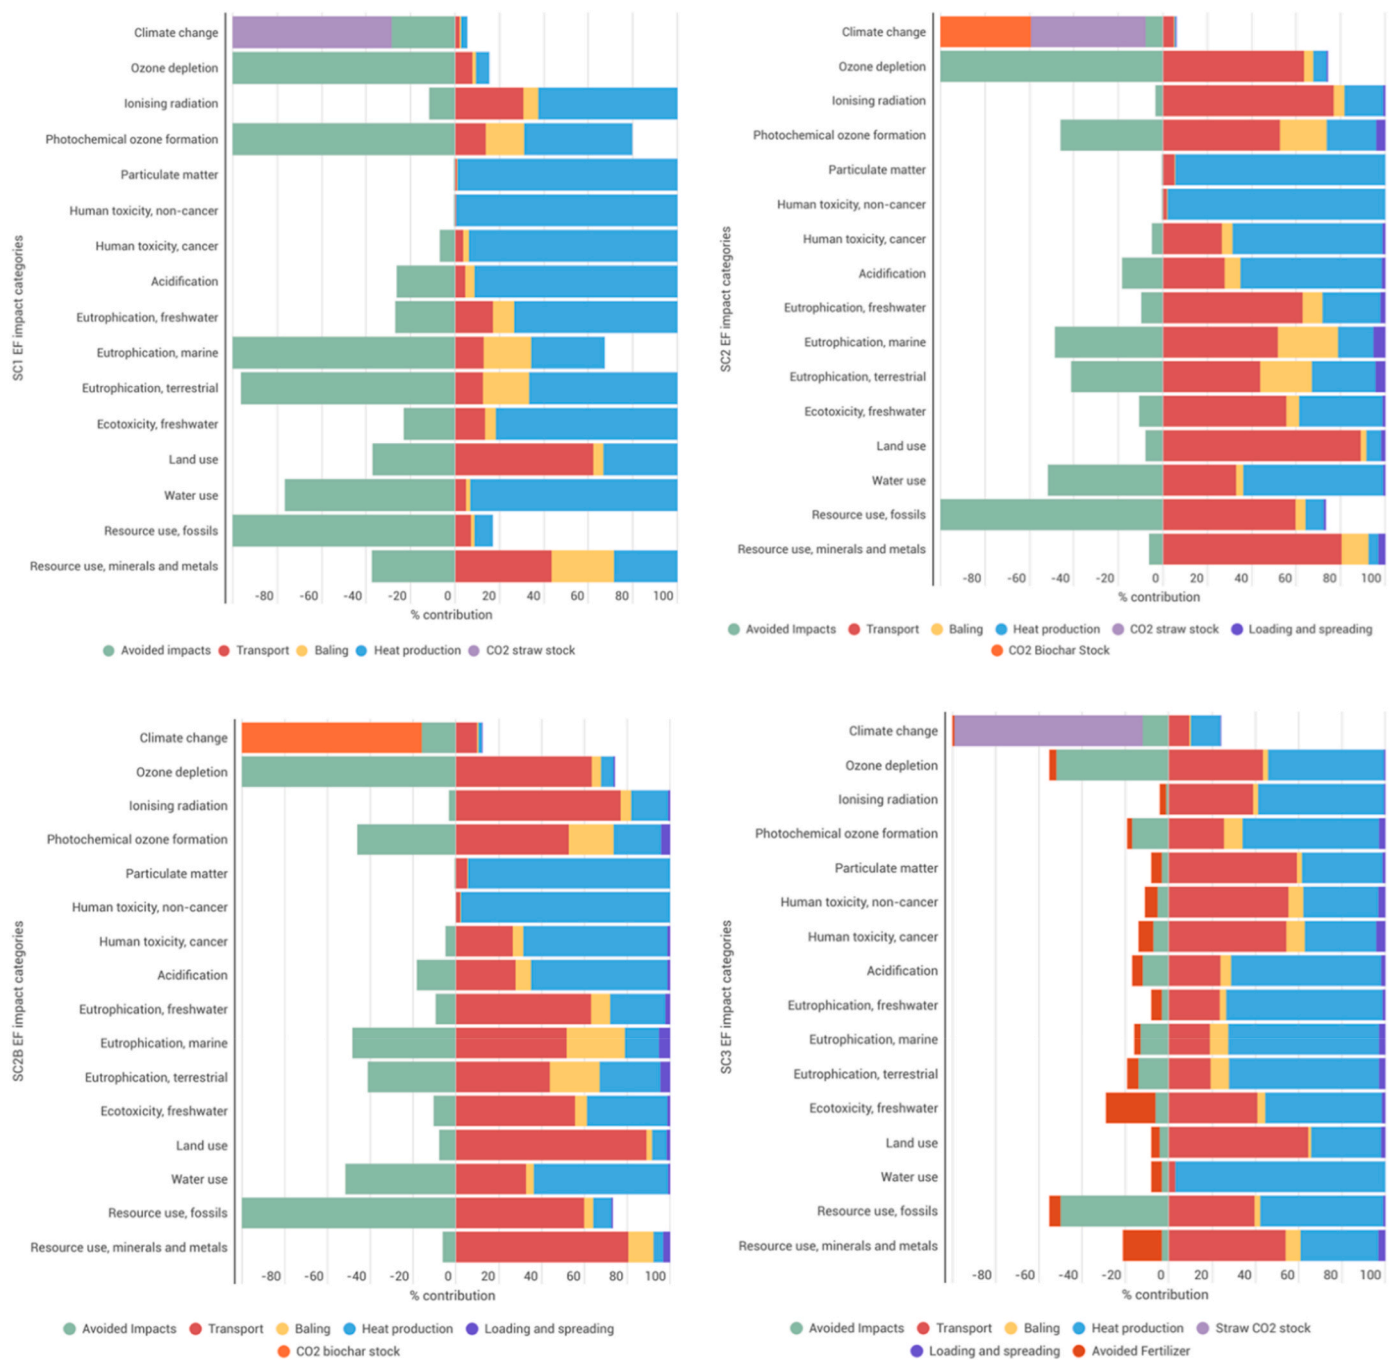 SC1 EF impact categories
Climate change
Ozone depletion
Ionising radiation
Photochemical ozone formation
Particulate matter
Human toxicity, non-cancer
Human toxicity, cancer
Acidification
Eutrophication, freshwater
Eutrophication, marine
Eutrophication, terrestrial
Ecotoxicity, freshwater
Land use
Water use
Resource use, fossils
Resource use, minerals and metals
-80 -60 -40 -20 0 20 40 60 80 100
% contribution
Avoided impacts Transport Baling Heat production CO2 straw stock
SC2 EF impact categories
Climate change
Ozone depletion
Ionising radiation
Photochemical ozone formation
Particulate matter
Human toxicity, non-cancer
Human toxicity, cancer
Acidification
Eutrophication, freshwater
Eutrophication, marine
Eutrophication, terrestrial
Ecotoxicity, freshwater
Land use
Water use
Resource use, fossils
Resource use, minerals and metals
-80 -60 -40 -20 0 20 40 60 80 100
% contribution
Avoided Impacts Transport Baling Heat production CO2 straw stock Loading and spreading
CO2 Biochar Stock
SC2B EF impact categories
Climate change
Ozone depletion
Ionising radiation
Photochemical ozone formation
Particulate matter
Human toxicity, non-cancer
Human toxicity, cancer
Acidification
Eutrophication, freshwater
Eutrophication, marine
Eutrophication, terrestrial
Ecotoxicity, freshwater
Land use
Water use
Resource use, fossils
Resource use, minerals and metals
-80 -60 -40 -20 0 20 40 60 80 100
% contribution
Avoided Impacts Transport Baling Heat production Loading and spreading
CO2 biochar stock
SC3 EF impact categories
Climate change
Ozone depletion
Ionising radiation
Photochemical ozone formation
Particulate matter
Human toxicity, non-cancer
Human toxicity, cancer
Acidification
Eutrophication, freshwater
Eutrophication, marine
Eutrophication, terrestrial
Ecotoxicity, freshwater
Land use
Water use
Resource use, fossils
Resource use, minerals and metals
-80 -60 -40 -20 0 20 40 60 80 100
% contribution
Avoided Impacts Transport Baling Heat production Straw CO2 stock
Loading and spreading Avoided Fertilizer